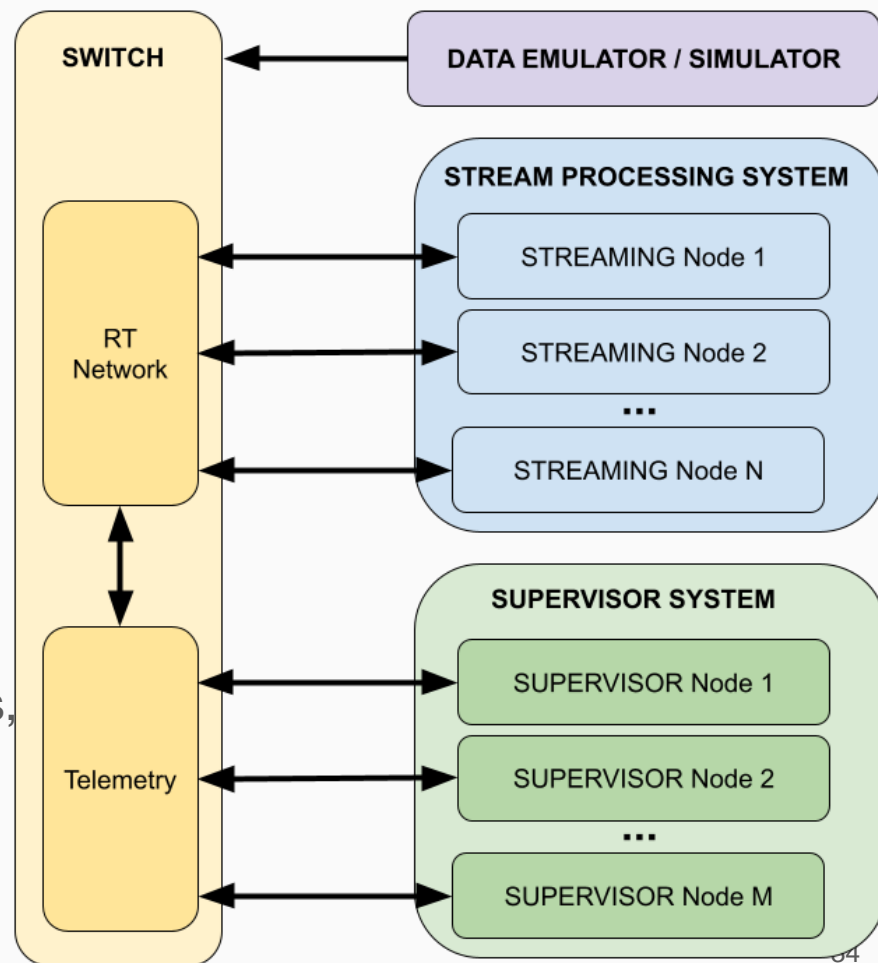 SWITCH
DATA EMULATOR / SIMULATOR
STREAM PROCESSING SYSTEM
STREAMING Node 1
RT
Network
STREAMING Node 2
...
STREAMING Node N
SUPERVISOR SYSTEM
SUPERVISOR Node 1
s,
Telemetry
SUPERVISOR Node 2
...
SUPERVISOR Node M